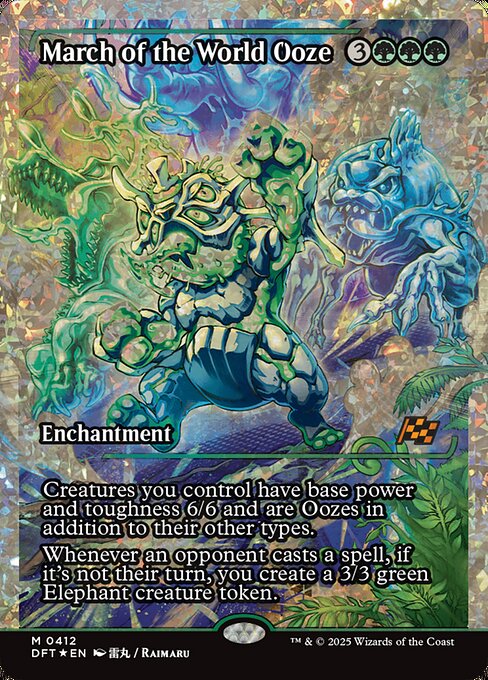 March of the World Ooze 3
Enchantment
Creatures you control have base power
and toughness 6/6 and are Oozes in
addition to their other types.
Whenever an opponent casts a spell, if
it's not their turn, you create a 3/3 green
Elephant creature token.
M 0412
DFT★EN 雷丸/Raimaru
™ & © 2025 Wizards of the Coast